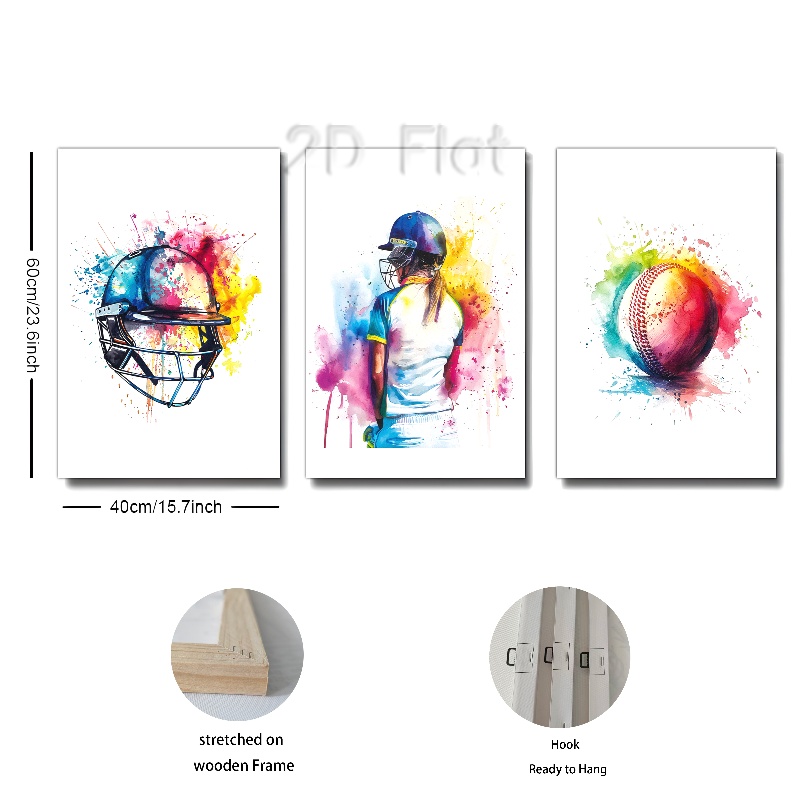 2D Flat
60cm/23.6inch
40cm/15.7inch
stretched on
wooden Frame
Hook
Ready to Hang